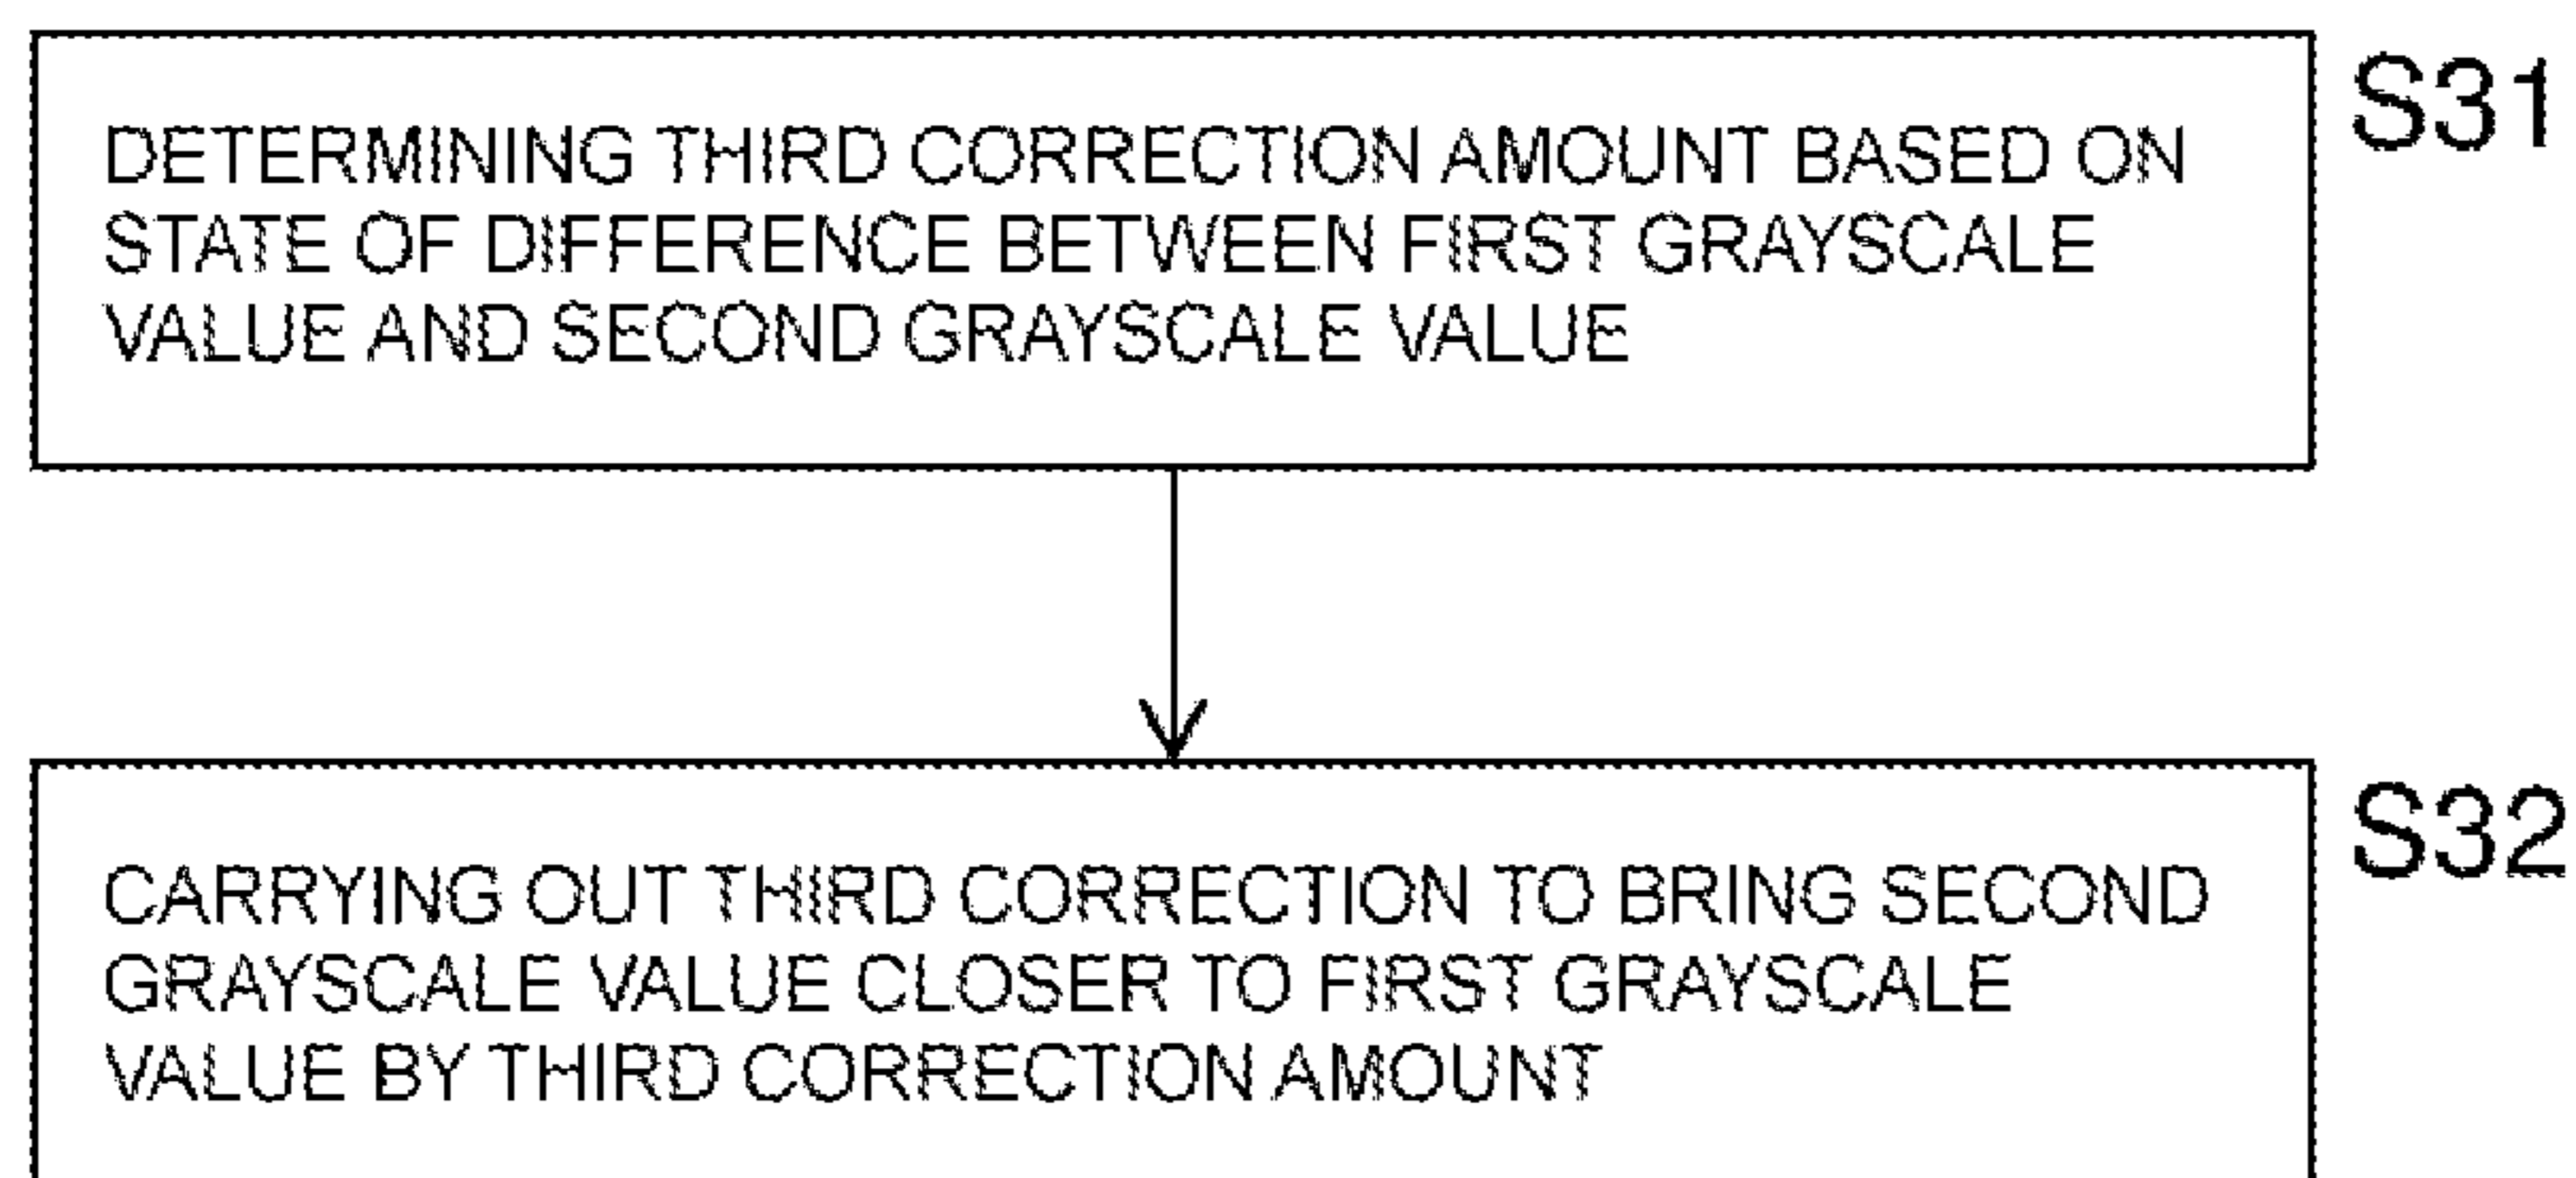 S31
DETERMINING THIRD CORRECTION AMOUNT BASED ON
STATE OF DIFFERENCE BETWEEN FIRST GRAYSCALE
VALUE AND SECOND GRAYSCALE VALUE
S32
CARRYING OUT THIRD CORRECTION TO BRING SECOND
GRAYSCALE VALUE CLOSER TO FIRST GRAYSCALE
VALUE BY THIRD CORRECTION AMOUNT